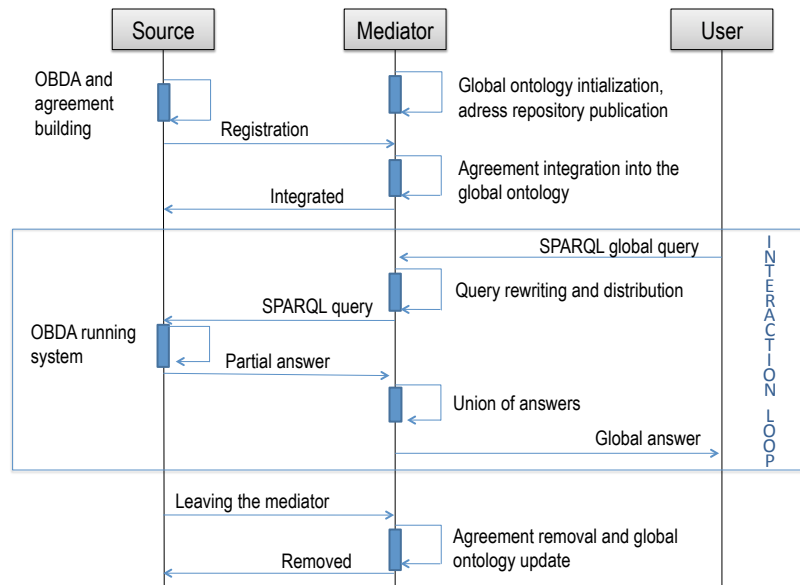 Source
Mediator
User
OBDA and
agreement
building
Global ontology intialization,
adress repository publication
Registration
Agreement integration into the
global ontology
Integrated
SPARQL global query
Query rewriting and distribution
SPARQL query
OBDA running
system
Partial answer
Union of answers
Global answer
INTERACTION LOOP
Leaving the mediator
Agreement removal and global
ontology update
Removed